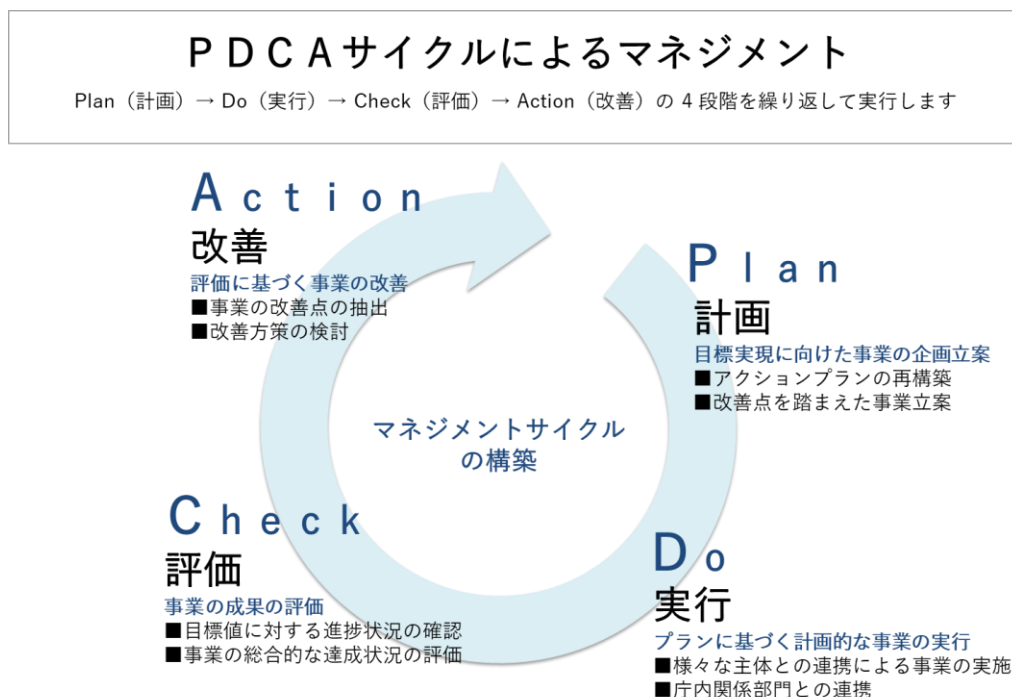 PDCAサイクルによるマネジメント
Plan（計画）→ Do（実行）→ Check（評価）→ Action（改善）の 4 段階を繰り返して実行します
Action
改善
評価に基づく事業の改善
■事業の改善点の抽出
■改善方策の検討
Plan
計画
目標実現に向けた事業の企画立案
■アクションプランの再構築
■改善点を踏まえた事業立案
マネジメントサイクル
の構築
Check
評価
事業の成果の評価
■目標値に対する進捗状況の確認
■事業の総合的な達成状況の評価
Do
実行
プランに基づく計画的な事業の実行
■様々な主体との連携による事業の実施
■庁内関係部門との連携